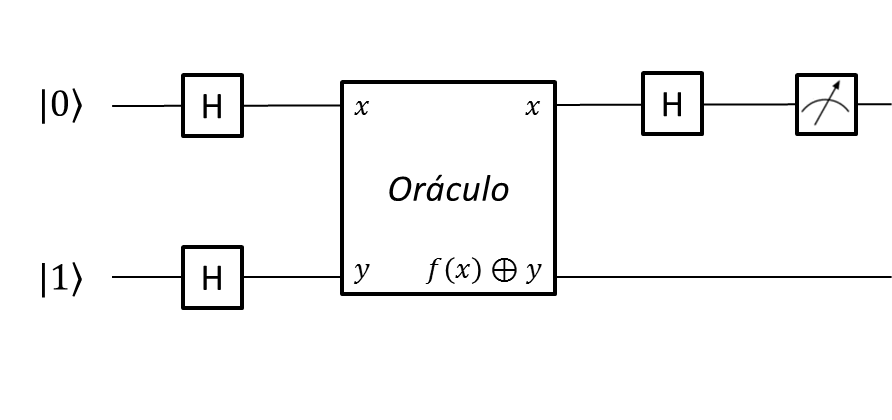 |0⟩ H x x H
Oráculo
|1⟩ H y f(x) ⊕ y